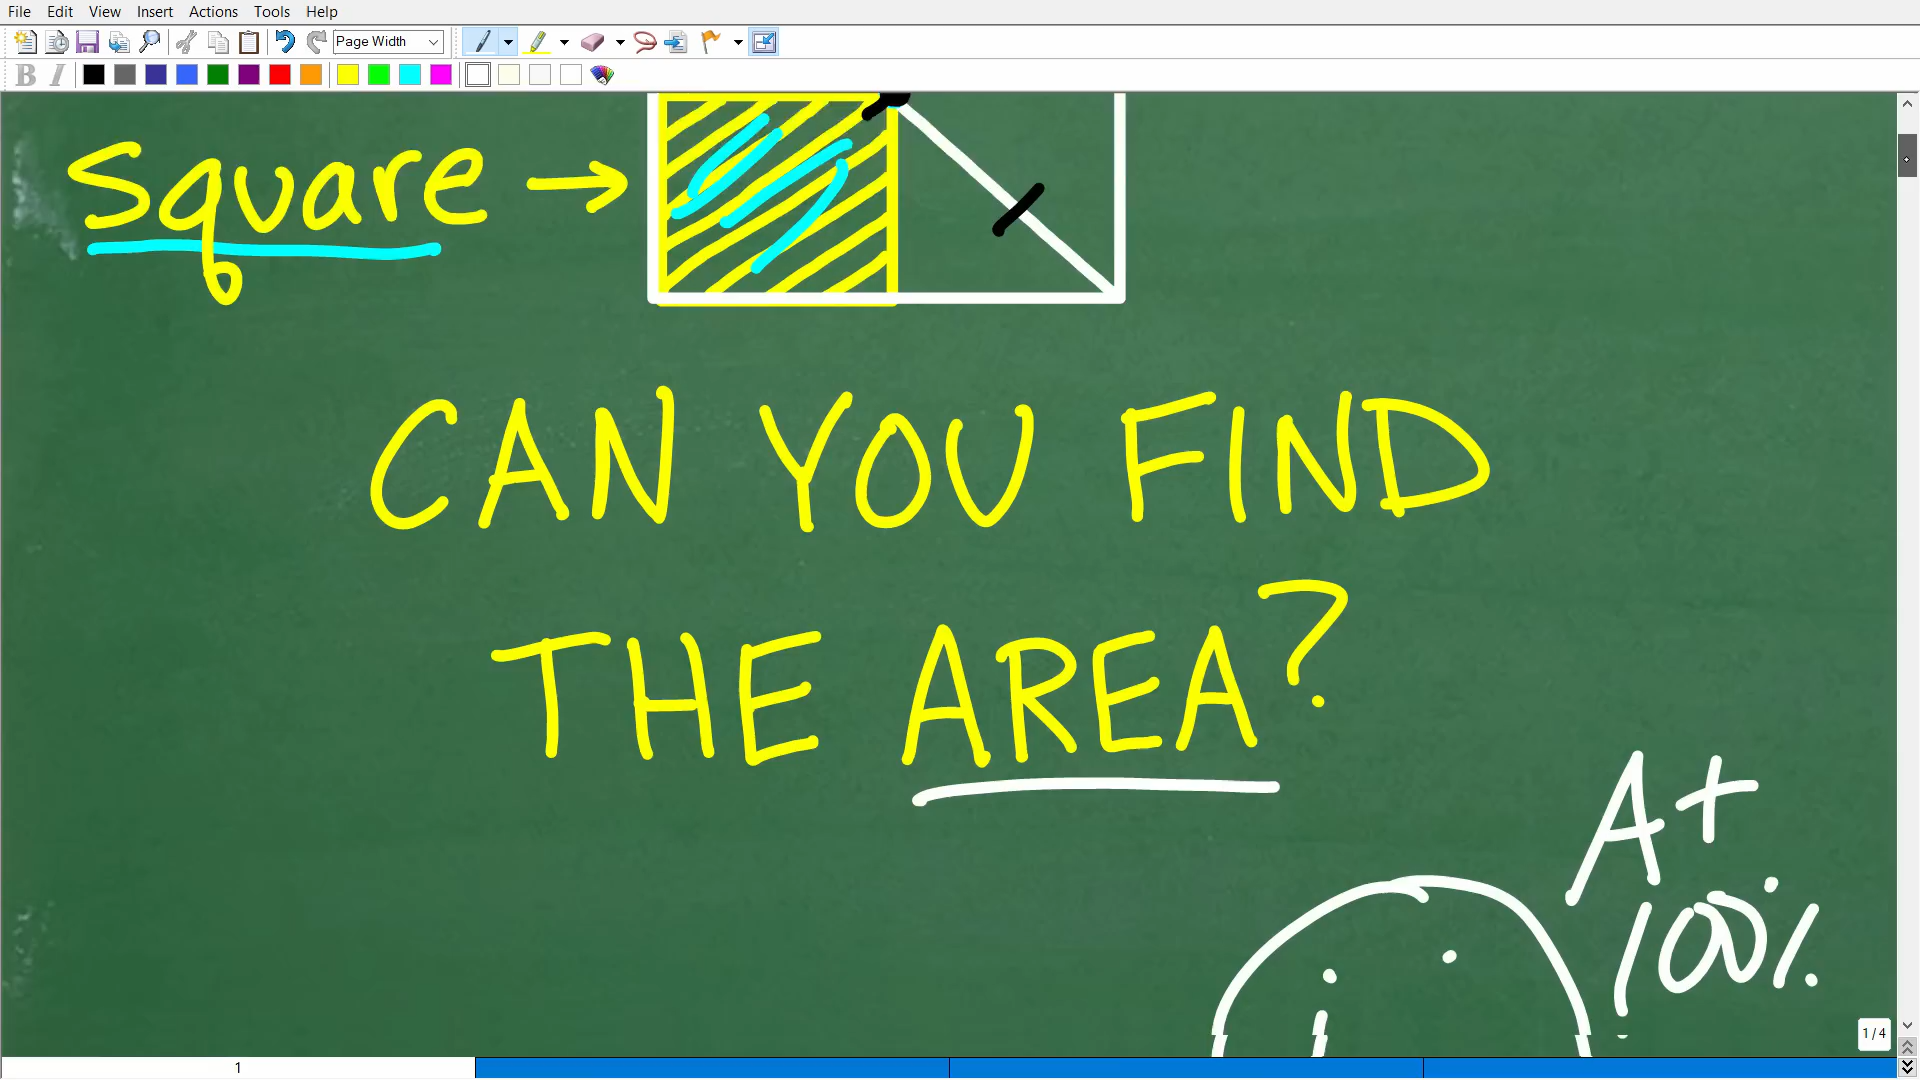 File Edit View Insert Actions Tools Help
Page Width
B I
square →
CAN YOU FIND
THE AREA?
A+
100%
1 / 4
1